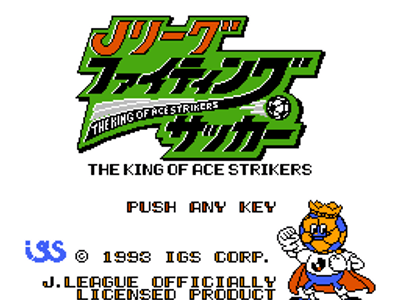 Jリーグ
ファイティング
THE KING OF ACE STRIKERS
サッカー
THE KING OF ACE STRIKERS
PUSH ANY KEY
igs © 1993 IGS CORP.
J.LEAGUE OFFICIALLY
LICENSED PRODUCT